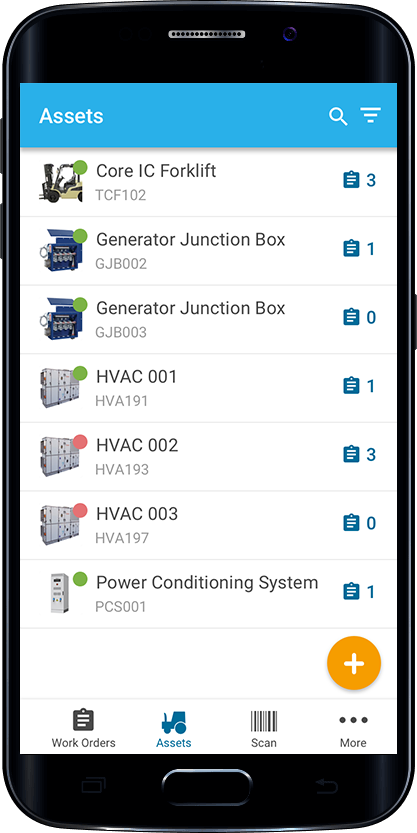 Assets
Core IC Forklift
TCF102
3
Generator Junction Box
GJB002
1
Generator Junction Box
GJB003
0
HVAC 001
HVA191
1
HVAC 002
HVA193
3
HVAC 003
HVA197
0
Power Conditioning System
PCS001
1
Work Orders
Assets
Scan
More